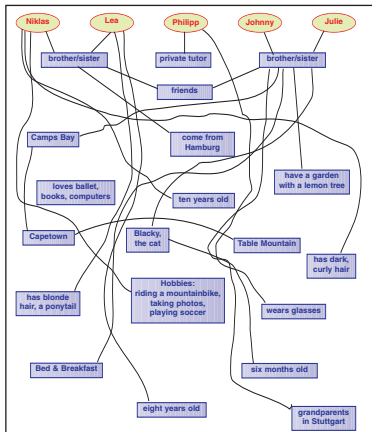 Niklas
Lea
Philipp
Johnny
Julie
brother/sister
private tutor
brother/sister
friends
Camps Bay
come from
Hamburg
have a garden
with a lemon tree
loves ballet,
books, computers
ten years old
Capetown
Blacky,
the cat
Table Mountain
has dark,
curly hair
has blonde
hair, a ponytail
Hobbies:
riding a mountainbike,
taking photos,
playing soccer
wears glasses
Bed & Breakfast
six months old
eight years old
grandparents
in Stuttgart